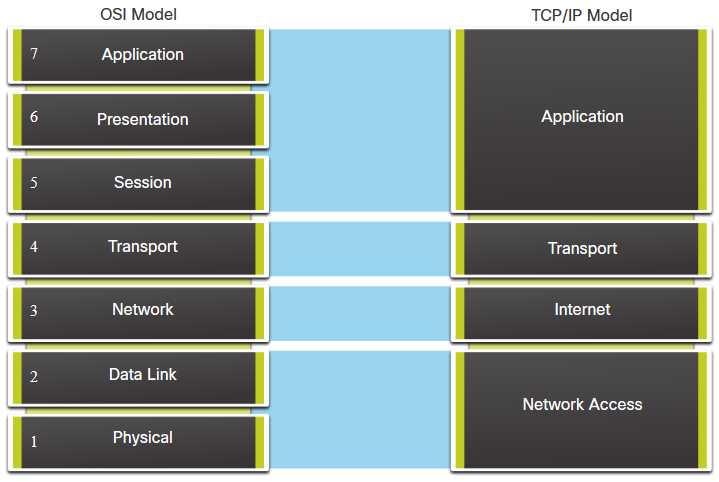 OSI Model
TCP/IP Model
7 Application
6 Presentation
5 Session
4 Transport
3 Network
2 Data Link
1 Physical
Application
Transport
Internet
Network Access